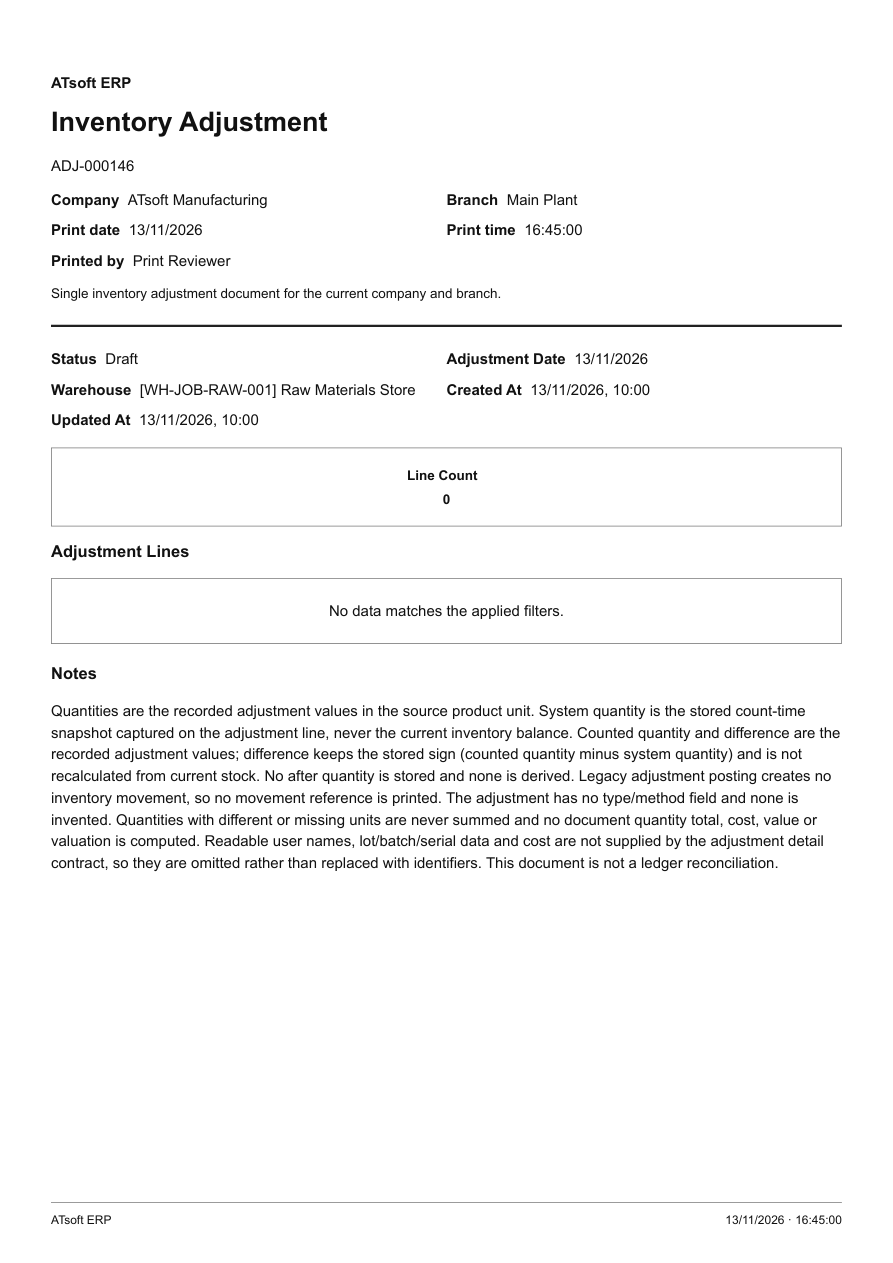 ATsoft ERP
Inventory Adjustment
ADJ-000146
Company ATsoft Manufacturing
Branch Main Plant
Print date 13/11/2026
Print time 16:45:00
Printed by Print Reviewer
Single inventory adjustment document for the current company and branch.
Status Draft
Adjustment Date 13/11/2026
Warehouse [WH-JOB-RAW-001] Raw Materials Store
Created At 13/11/2026, 10:00
Updated At 13/11/2026, 10:00
Line Count
0
Adjustment Lines
No data matches the applied filters.
Notes
Quantities are the recorded adjustment values in the source product unit. System quantity is the stored count-time
snapshot captured on the adjustment line, never the current inventory balance. Counted quantity and difference are the
recorded adjustment values; difference keeps the stored sign (counted quantity minus system quantity) and is not
recalculated from current stock. No after quantity is stored and none is derived. Legacy adjustment posting creates no
inventory movement, so no movement reference is printed. The adjustment has no type/method field and none is
invented. Quantities with different or missing units are never summed and no document quantity total, cost, value or
valuation is computed. Readable user names, lot/batch/serial data and cost are not supplied by the adjustment detail
contract, so they are omitted rather than replaced with identifiers. This document is not a ledger reconciliation.
ATsoft ERP
13/11/2026 · 16:45:00